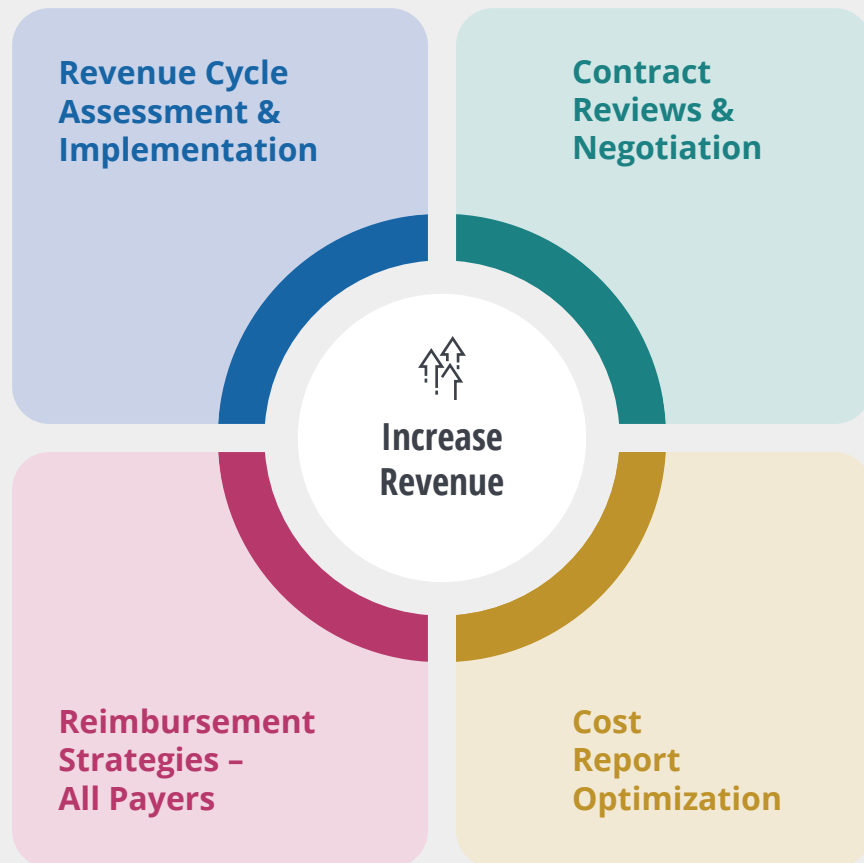 Revenue Cycle
Assessment &
Implementation
Contract
Reviews &
Negotiation
Increase
Revenue
Reimbursement
Strategies –
All Payers
Cost
Report
Optimization